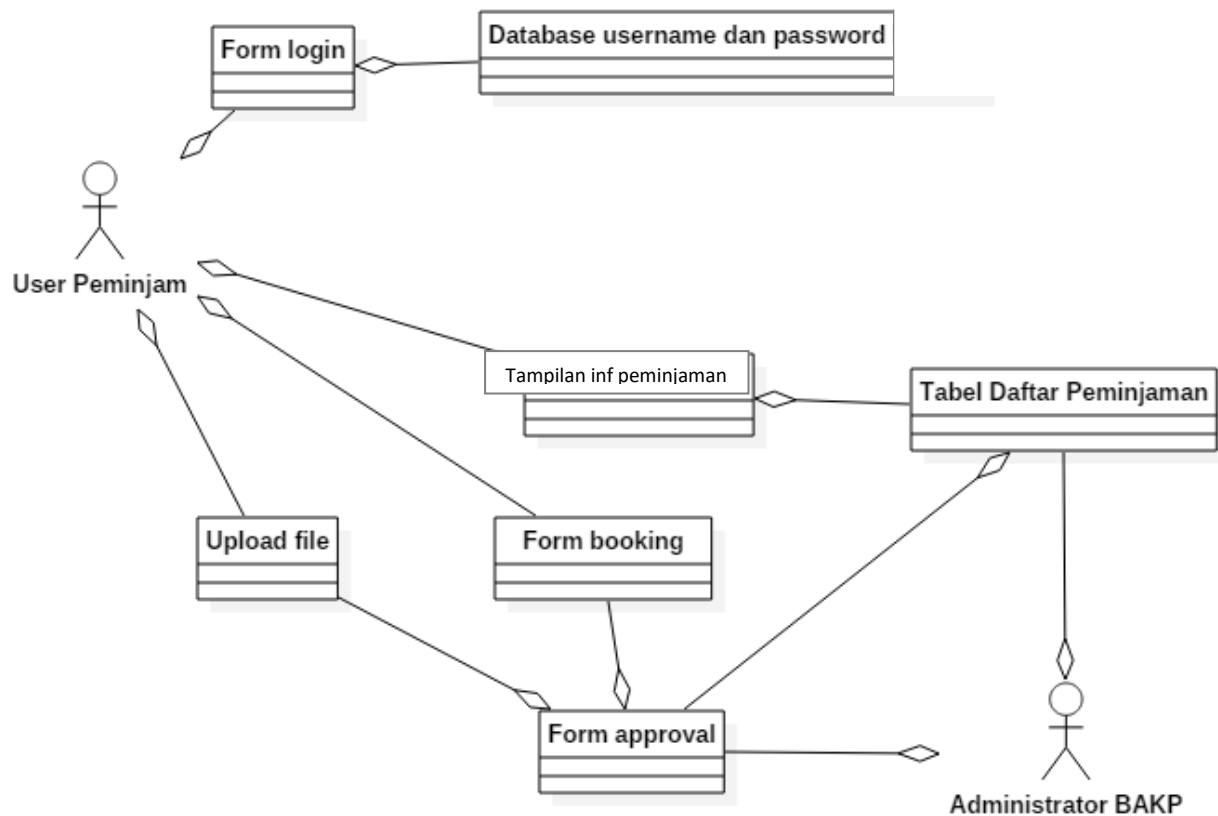 Form login
Database username dan password
User Peminjam
Tampilan inf peminjaman
Tabel Daftar Peminjaman
Upload file
Form booking
Form approval
Administrator BAKP